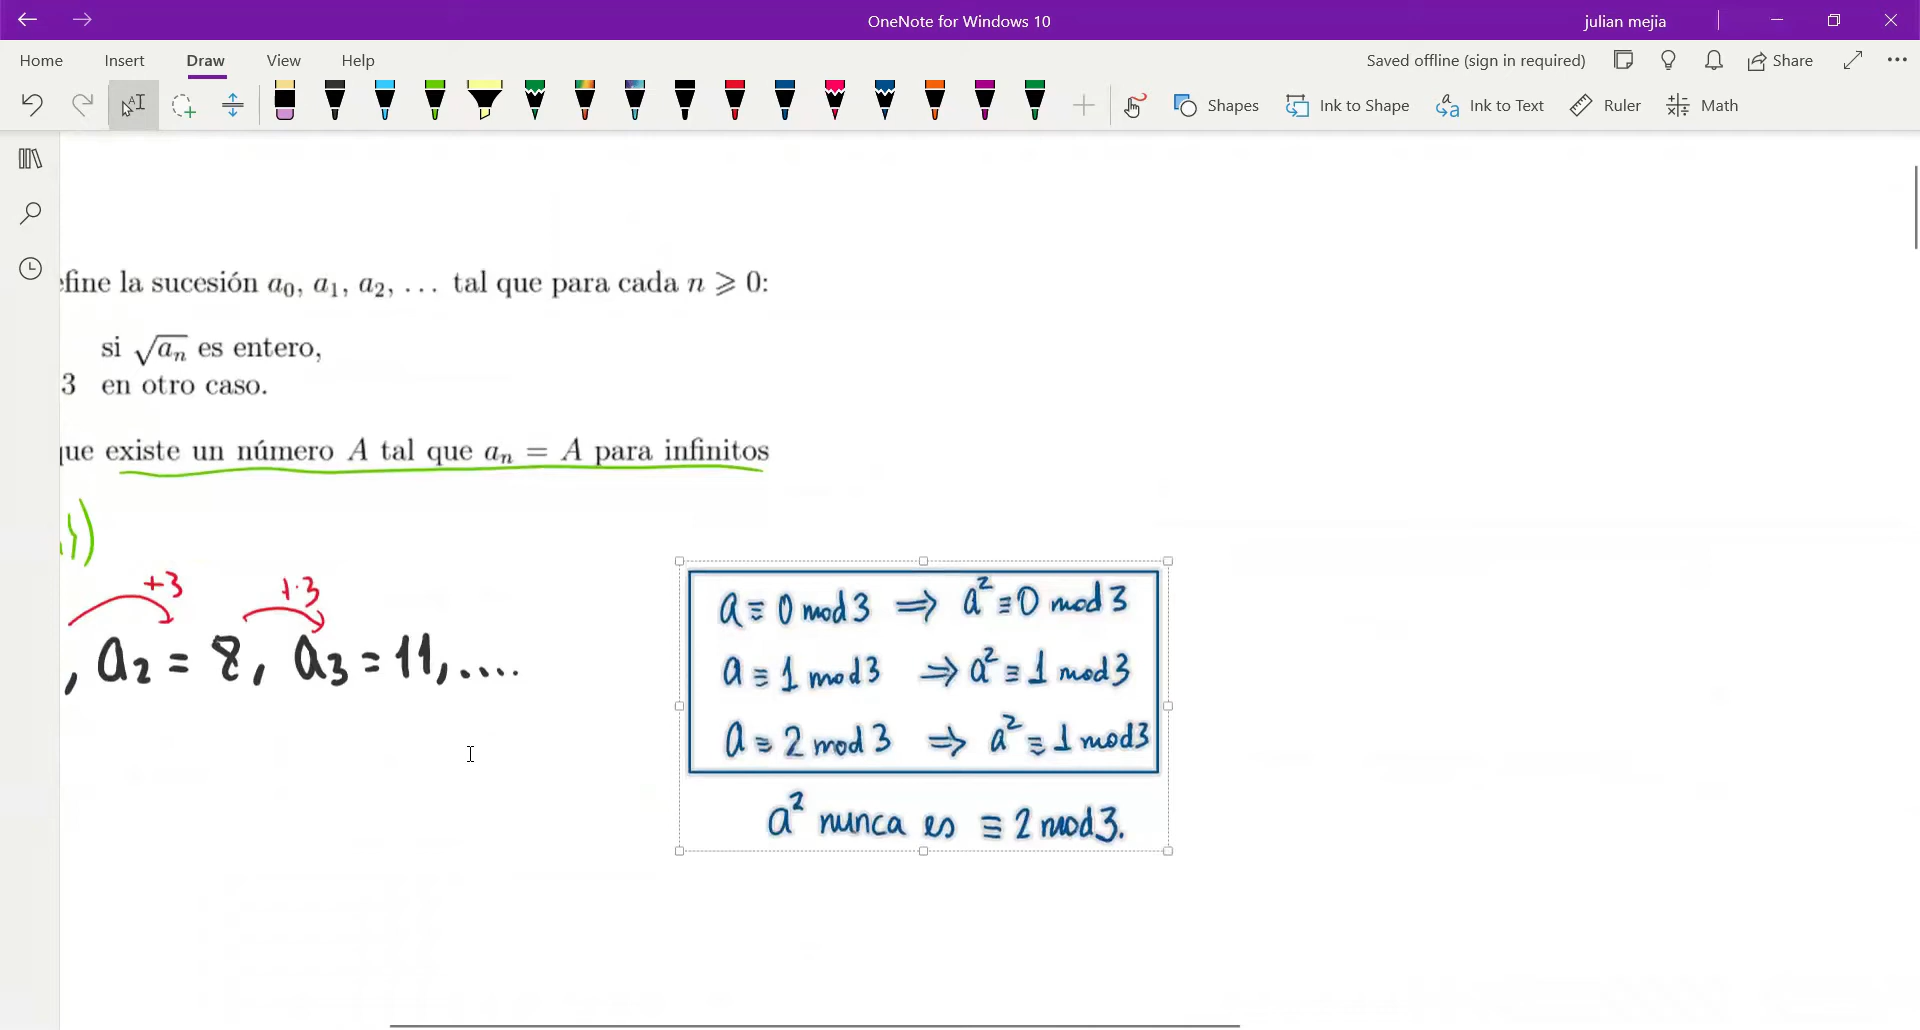 OneNote for Windows 10
julian mejia
Home Insert Draw View Help
Saved offline (sign in required)
Share
Shapes
Ink to Shape
Ink to Text
Ruler
Math
efine la sucesión a₀, a₁, a₂, ... tal que para cada n ⩾ 0:
si √aₙ es entero,
3 en otro caso.
que existe un número A tal que aₙ = A para infinitos
+3 +3
, a₂ = 8, a₃ = 11, ....
a ≡ 0 mod 3 ⟹ a² ≡ 0 mod 3
a ≡ 1 mod 3 ⟹ a² ≡ 1 mod 3
a ≡ 2 mod 3 ⟹ a² ≡ 1 mod 3
a² nunca es ≡ 2 mod 3.